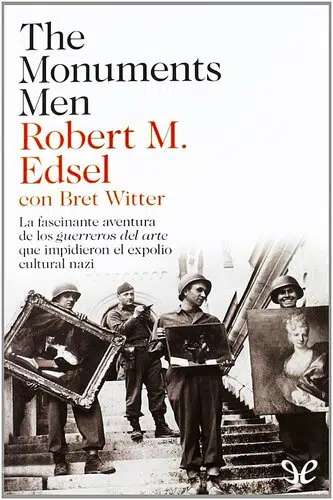 The
Monuments
Men
Robert M.
Edsel
con Bret Witter
La fascinante aventura
de los guerreros del arte
que impidieron el expolio
cultural nazi